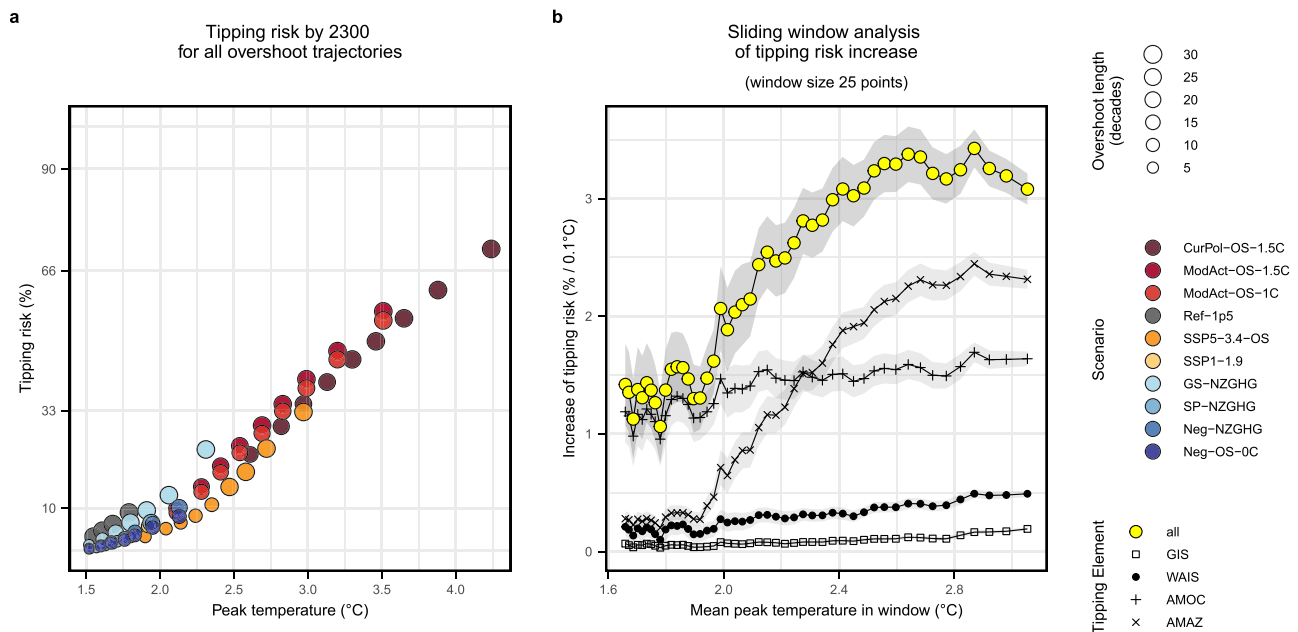 a
Tipping risk by 2300
for all overshoot trajectories
Tipping risk (%)
90
66
33
10
1.5
2.0
2.5
3.0
3.5
4.0
Peak temperature (°C)
b
Sliding window analysis
of tipping risk increase
(window size 25 points)
Increase of tipping risk (% / 0.1°C)
3
2
1
0
1.6
2.0
2.4
2.8
Mean peak temperature in window (°C)
Overshoot length
(decades)
30
25
20
15
10
5
Scenario
CurPol−OS−1.5C
ModAct−OS−1.5C
ModAct−OS−1C
Ref−1p5
SSP5−3.4−OS
SSP1−1.9
GS−NZGHG
SP−NZGHG
Neg−NZGHG
Neg−OS−0C
Tipping Element
all
GIS
WAIS
AMOC
AMAZ